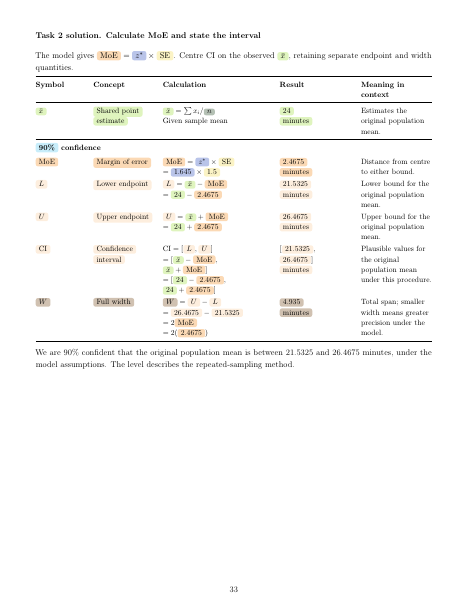 Task 2 solution. Calculate MoE and state the interval
The model gives MoE = z* × SE . Centre CI on the observed x̄ , retaining separate endpoint and width
quantities.
Symbol Concept Calculation Result Meaning in
context
x̄ Shared point x̄ = ∑ xᵢ/n 24 Estimates the
estimate Given sample mean minutes original population
mean.
90% confidence
MoE Margin of error MoE = z* × SE 2.4675 Distance from centre
= 1.645 × 1.5 minutes to either bound.
L Lower endpoint L = x̄ − MoE 21.5325 Lower bound for the
= 24 − 2.4675 minutes original population
mean.
U Upper endpoint U = x̄ + MoE 26.4675 Upper bound for the
= 24 + 2.4675 minutes original population
mean.
CI Confidence CI = [ L , U ] [ 21.5325 , Plausible values for
interval = [ x̄ − MoE , 26.4675 ] the original
x̄ + MoE ] minutes population mean
= [ 24 − 2.4675 , under this procedure.
24 + 2.4675 ]
W Full width W = U − L 4.935 Total span; smaller
= 26.4675 − 21.5325 minutes width means greater
= 2 MoE precision under the
= 2( 2.4675 ) model.
We are 90% confident that the original population mean is between 21.5325 and 26.4675 minutes, under the
model assumptions. The level describes the repeated-sampling method.
33